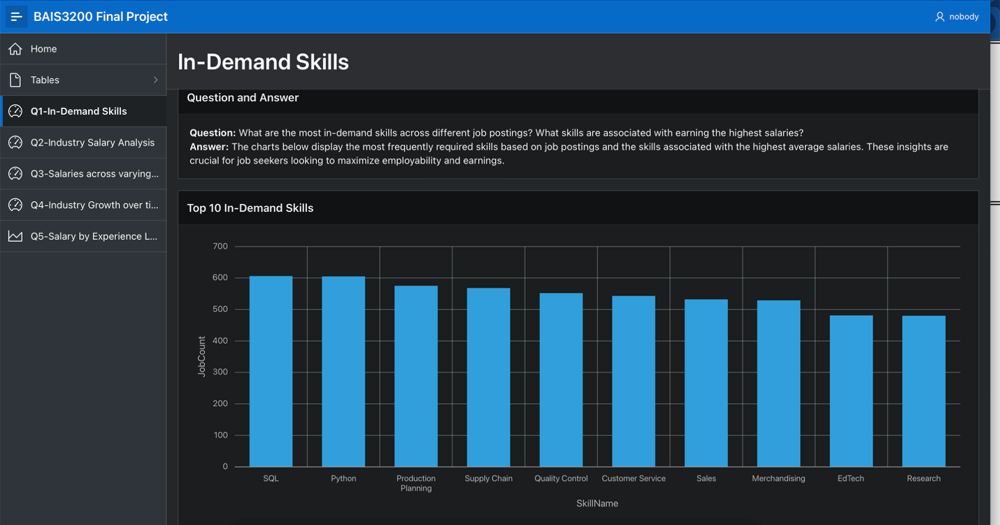 BAIS3200 Final Project
nobody
Home
Tables
Q1-In-Demand Skills
Q2-Industry Salary Analysis
Q3-Salaries across varying...
Q4-Industry Growth over ti...
Q5-Salary by Experience L...
In-Demand Skills
Question and Answer
Question: What are the most in-demand skills across different job postings? What skills are associated with earning the highest salaries?
Answer: The charts below display the most frequently required skills based on job postings and the skills associated with the highest average salaries. These insights are
crucial for job seekers looking to maximize employability and earnings.
Top 10 In-Demand Skills
700
600
500
400
300
200
100
0
JobCount
SQL
Python
Production
Planning
Supply Chain
Quality Control
Customer Service
Sales
Merchandising
EdTech
Research
SkillName